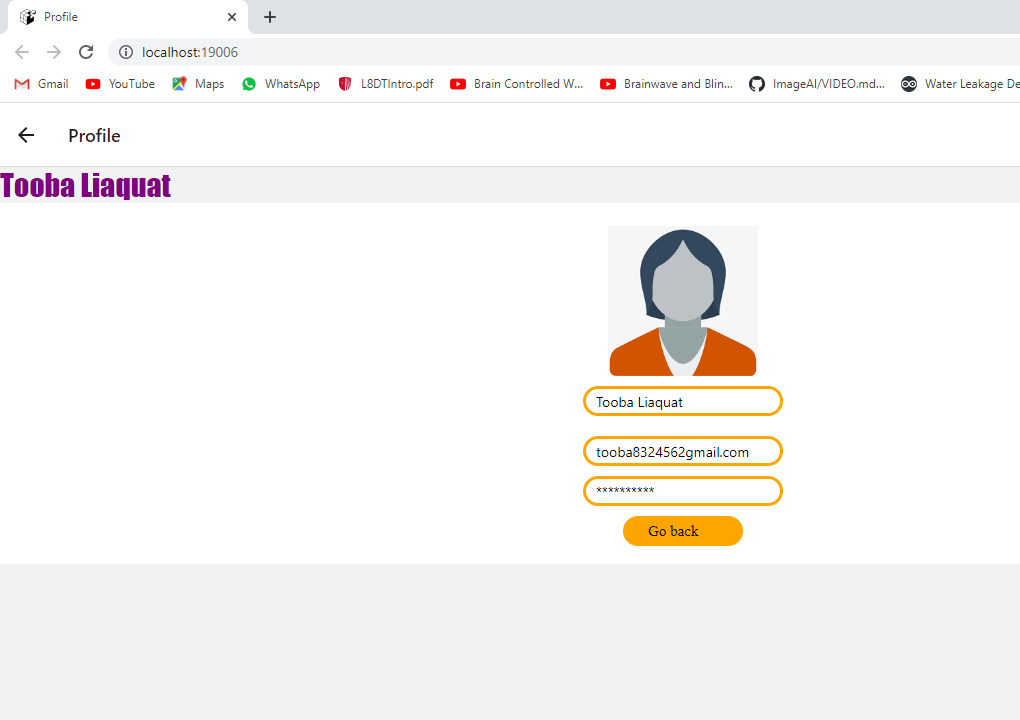 Profile
localhost:19006
Gmail YouTube Maps WhatsApp L8DTIntro.pdf Brain Controlled W... Brainwave and Blin... ImageAI/VIDEO.md... Water Leakage De
Profile
Tooba Liaquat
Tooba Liaquat
tooba8324562gmail.com
**********
Go back